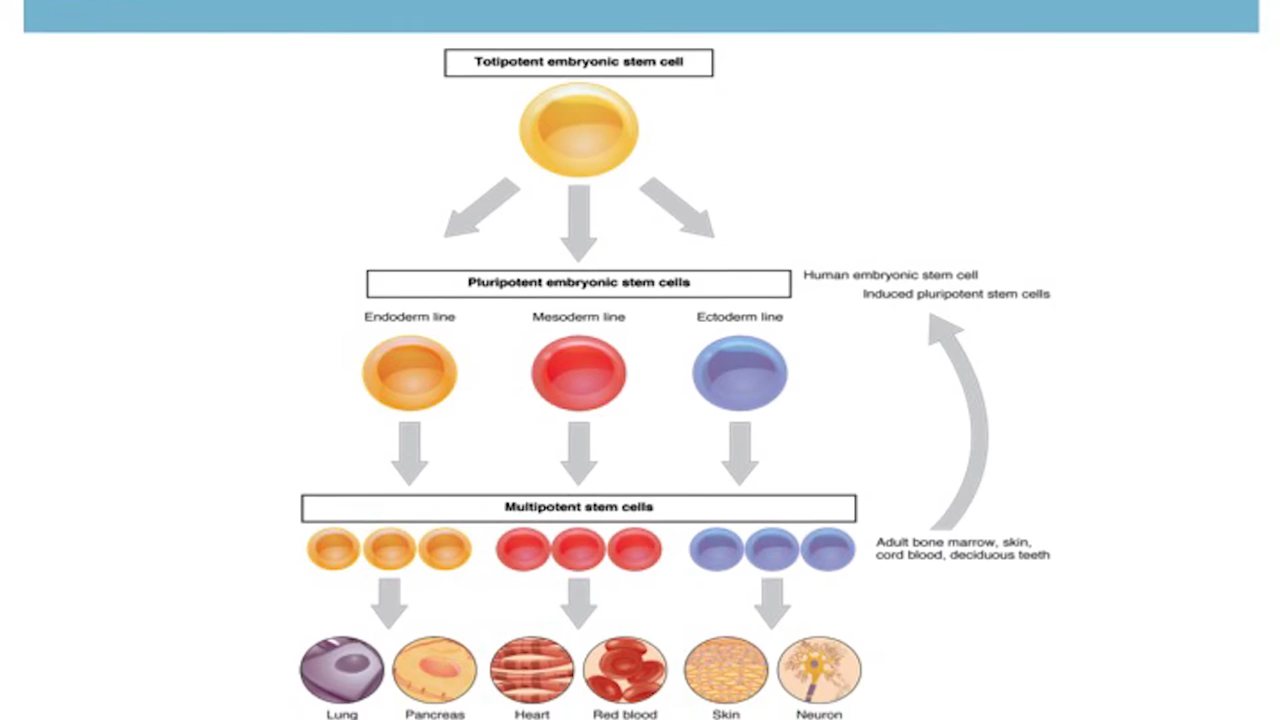 Totipotent embryonic stem cell
Pluripotent embryonic stem cells
Human embryonic stem cell
Induced pluripotent stem cells
Endoderm line
Mesoderm line
Ectoderm line
Multipotent stem cells
Adult bone marrow, skin,
cord blood, deciduous teeth
Lung
Pancreas
Heart
Red blood
Skin
Neuron